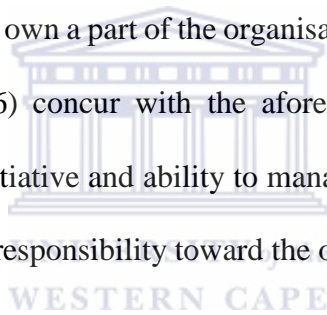 own a part of the organisa
6) concur with the afore
tiative and ability to mana
responsibility toward the o
WESTERN CAPE